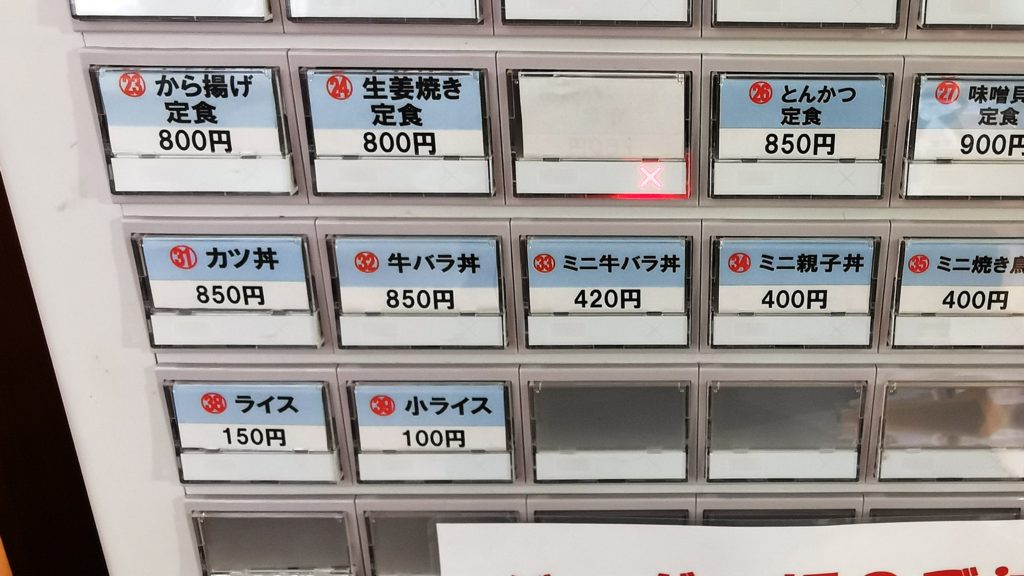 ㉓ から揚げ
定食
800円
㉔ 生姜焼き
定食
800円
×
㉖ とんかつ
定食
850円
㉗ 味噌
定食
900円
㉛ カツ丼
850円
㉜ 牛バラ丼
850円
㉝ ミニ牛バラ丼
420円
㉞ ミニ親子丼
400円
㉟ ミニ焼き鳥
400円
㊳ ライス
150円
㊴ 小ライス
100円